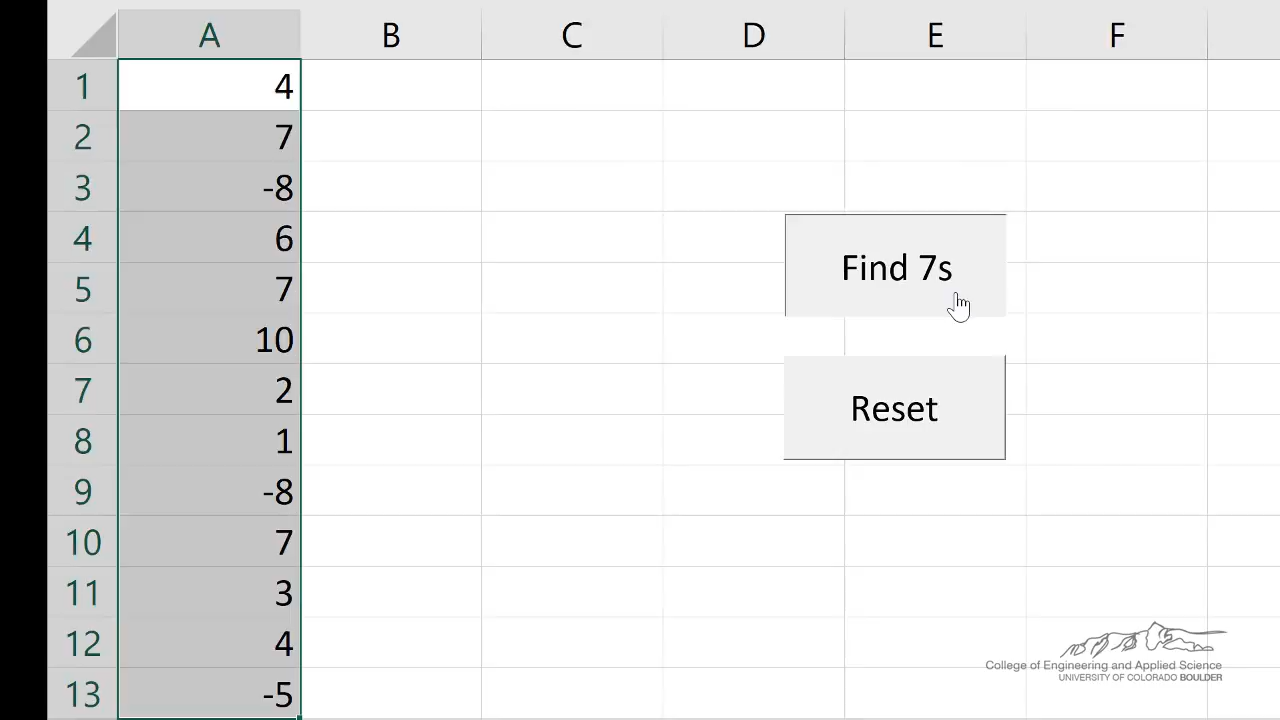 A B C D E F
1 4
2 7
3 -8
4 6
5 7
6 10
7 2
8 1
9 -8
10 7
11 3
12 4
13 -5
Find 7s
Reset
College of Engineering and Applied Science
UNIVERSITY OF COLORADO BOULDER